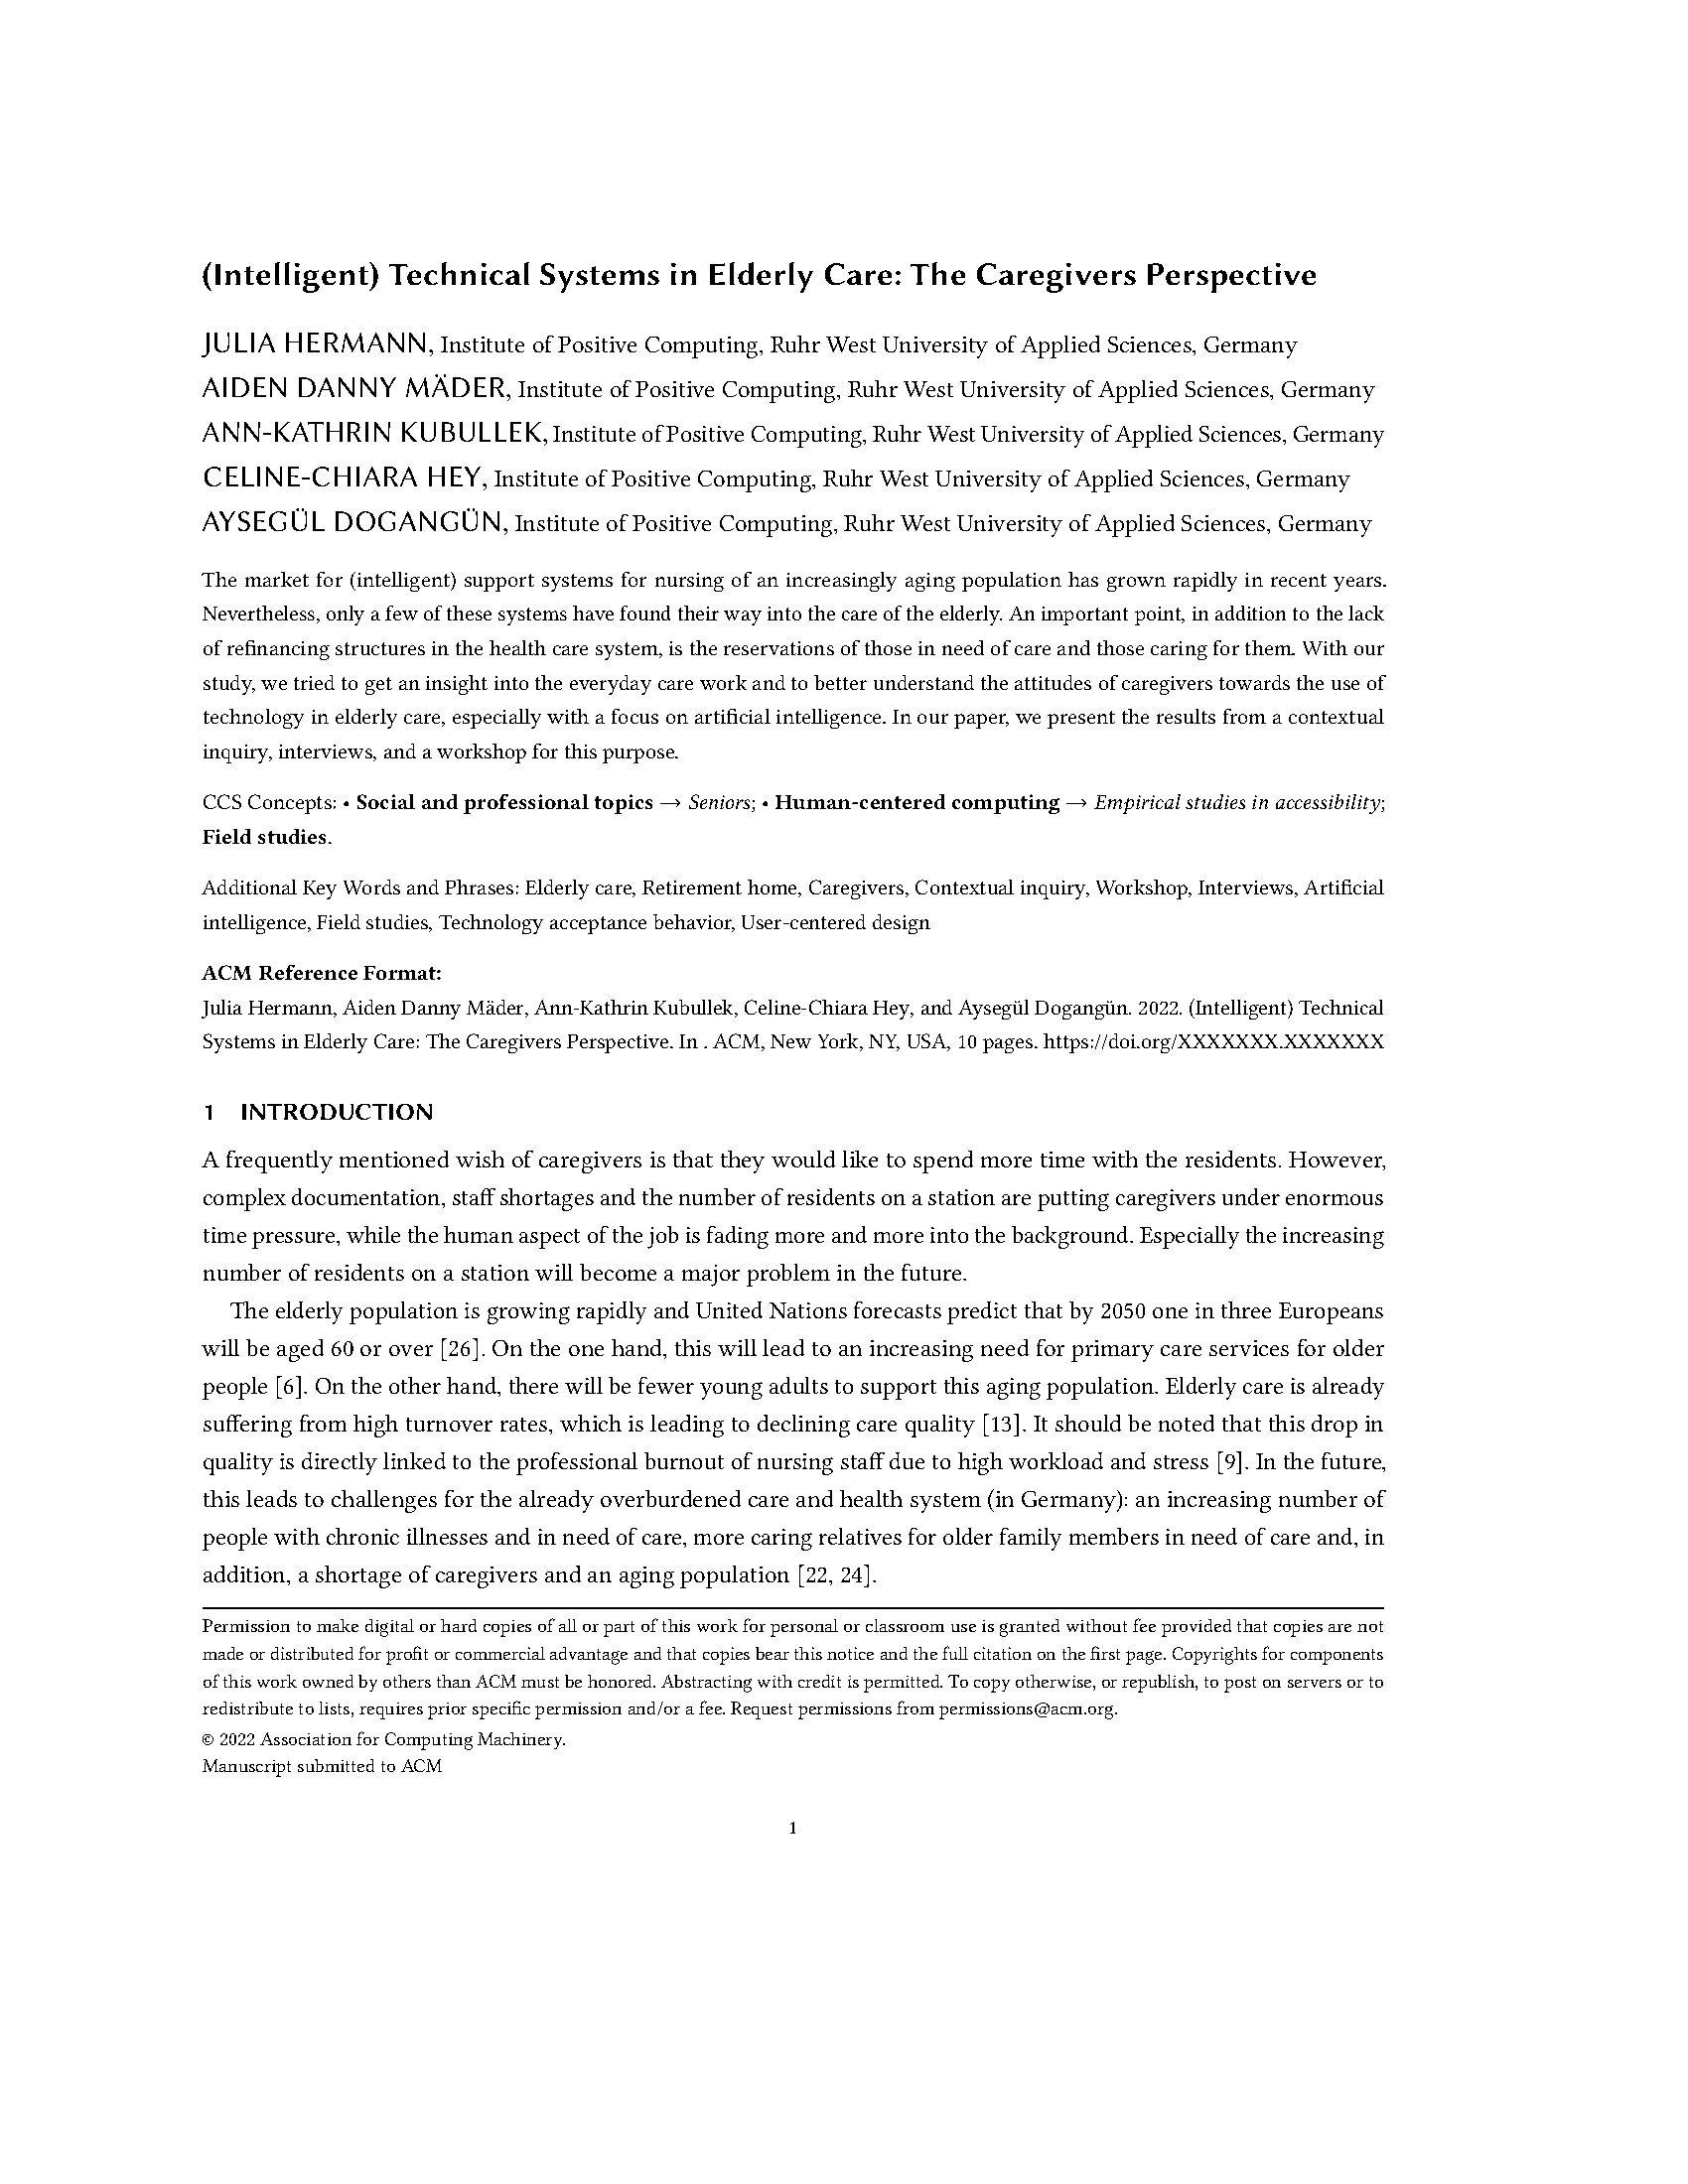 (Intelligent) Technical Systems in Elderly Care: The Caregivers Perspective
JULIA HERMANN, Institute of Positive Computing, Ruhr West University of Applied Sciences, Germany
AIDEN DANNY MÄDER, Institute of Positive Computing, Ruhr West University of Applied Sciences, Germany
ANN-KATHRIN KUBULLEK, Institute of Positive Computing, Ruhr West University of Applied Sciences, Germany
CELINE-CHIARA HEY, Institute of Positive Computing, Ruhr West University of Applied Sciences, Germany
AYSEGÜL DOGANGÜN, Institute of Positive Computing, Ruhr West University of Applied Sciences, Germany
The market for (intelligent) support systems for nursing of an increasingly aging population has grown rapidly in recent years.
Nevertheless, only a few of these systems have found their way into the care of the elderly. An important point, in addition to the lack
of refinancing structures in the health care system, is the reservations of those in need of care and those caring for them. With our
study, we tried to get an insight into the everyday care work and to better understand the attitudes of caregivers towards the use of
technology in elderly care, especially with a focus on artificial intelligence. In our paper, we present the results from a contextual
inquiry, interviews, and a workshop for this purpose.
CCS Concepts: • Social and professional topics → Seniors; • Human-centered computing → Empirical studies in accessibility;
Field studies.
Additional Key Words and Phrases: Elderly care, Retirement home, Caregivers, Contextual inquiry, Workshop, Interviews, Artificial
intelligence, Field studies, Technology acceptance behavior, User-centered design
ACM Reference Format:
Julia Hermann, Aiden Danny Mäder, Ann-Kathrin Kubullek, Celine-Chiara Hey, and Aysegül Dogangün. 2022. (Intelligent) Technical
Systems in Elderly Care: The Caregivers Perspective. In . ACM, New York, NY, USA, 10 pages. https://doi.org/XXXXXXX.XXXXXXX
1 INTRODUCTION
A frequently mentioned wish of caregivers is that they would like to spend more time with the residents. However,
complex documentation, staff shortages and the number of residents on a station are putting caregivers under enormous
time pressure, while the human aspect of the job is fading more and more into the background. Especially the increasing
number of residents on a station will become a major problem in the future.
The elderly population is growing rapidly and United Nations forecasts predict that by 2050 one in three Europeans
will be aged 60 or over [26]. On the one hand, this will lead to an increasing need for primary care services for older
people [6]. On the other hand, there will be fewer young adults to support this aging population. Elderly care is already
suffering from high turnover rates, which is leading to declining care quality [13]. It should be noted that this drop in
quality is directly linked to the professional burnout of nursing staff due to high workload and stress [9]. In the future,
this leads to challenges for the already overburdened care and health system (in Germany): an increasing number of
people with chronic illnesses and in need of care, more caring relatives for older family members in need of care and, in
addition, a shortage of caregivers and an aging population [22, 24].
Permission to make digital or hard copies of all or part of this work for personal or classroom use is granted without fee provided that copies are not
made or distributed for profit or commercial advantage and that copies bear this notice and the full citation on the first page. Copyrights for components
of this work owned by others than ACM must be honored. Abstracting with credit is permitted. To copy otherwise, or republish, to post on servers or to
redistribute to lists, requires prior specific permission and/or a fee. Request permissions from permissions@acm.org.
© 2022 Association for Computing Machinery.
Manuscript submitted to ACM
1